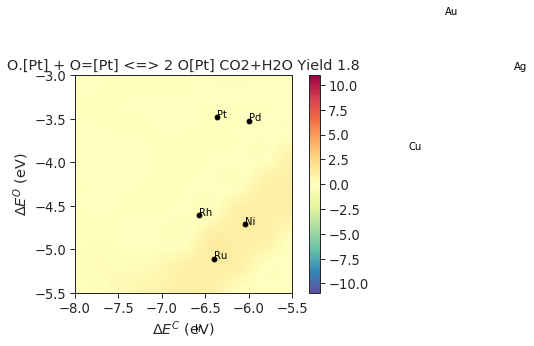 Au
O.[Pt] + O=[Pt] <=> 2 O[Pt] CO2+H2O Yield 1.8
Ag
−3.0
10.0
Pt
Pd
−3.5
7.5
Cu
5.0
−4.0
2.5
ΔE^O (eV)
0.0
−4.5
Rh
−2.5
Ni
−5.0
−5.0
Ru
−7.5
−5.5
−10.0
−8.0 −7.5 −7.0 −6.5 −6.0 −5.5
ΔE^C (eV)
Ir